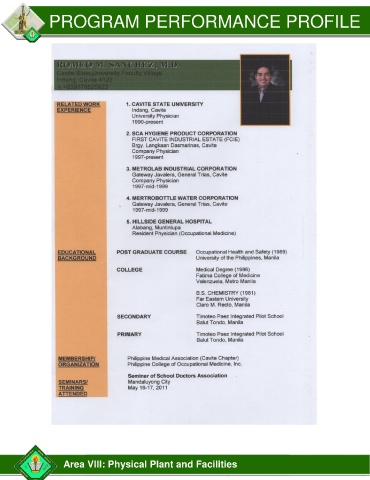 PROGRAM PERFORMANCE PROFILE
ROMEO M. SANCHEZ, M.D.
Cavite State University Faculty Village
Indang, Cavite 4122
RELATED WORK
EXPERIENCE
1. CAVITE STATE UNIVERSITY
Indang, Cavite
University Physician
1990-present
2. SCA HYGIENE PRODUCT CORPORATION
FIRST CAVITE INDUSTRIAL ESTATE (FCIE)
Brgy. Langkaan Dasmarinas, Cavite
Company Physician
1997-present
3. METROLAB INDUSTRIAL CORPORATION
Gateway Javalera, General Trias, Cavite
Company Physician
1997-mid-1999
4. MERTROBOTTLE WATER CORPORATION
Gateway Javalera, General Trias, Cavite
1997-mid-1999
5. HILLSIDE GENERAL HOSPITAL
Alabang, Muntinlupa
Resident Physician (Occupational Medicine)
EDUCATIONAL
BACKGROUND
POST GRADUATE COURSE Occupational Health and Safety (1989)
University of the Philippines, Manila
COLLEGE Medical Degree (1986)
Fatima College of Medicine
Valenzuela, Metro Manila
B.S. CHEMISTRY (1981)
Far Eastern University
Claro M. Recto, Manila
SECONDARY Timoteo Paez Integrated Pilot School
Balut Tondo, Manila
PRIMARY Timoteo Paez Integrated Pilot School
Balut Tondo, Manila
MEMBERSHIP/
ORGANIZATION
Philippine Medical Association (Cavite Chapter)
Philippine College of Occupational Medicine, Inc.
SEMINARS/
TRAINING
ATTENDED
Seminar of School Doctors Association
Mandaluyong City
May 16-17, 2011
Area VIII: Physical Plant and Facilities